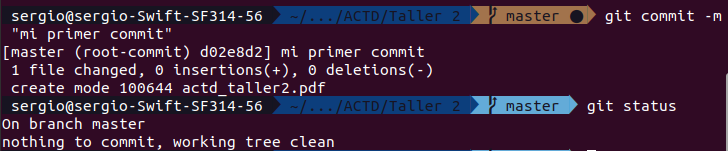 sergio@sergio-Swift-SF314-56 ~/.../ACTD/Taller 2 master ● git commit -m
"mi primer commit"
[master (root-commit) d02e8d2] mi primer commit
1 file changed, 0 insertions(+), 0 deletions(-)
create mode 100644 actd_taller2.pdf
sergio@sergio-Swift-SF314-56 ~/.../ACTD/Taller 2 master git status
On branch master
nothing to commit, working tree clean